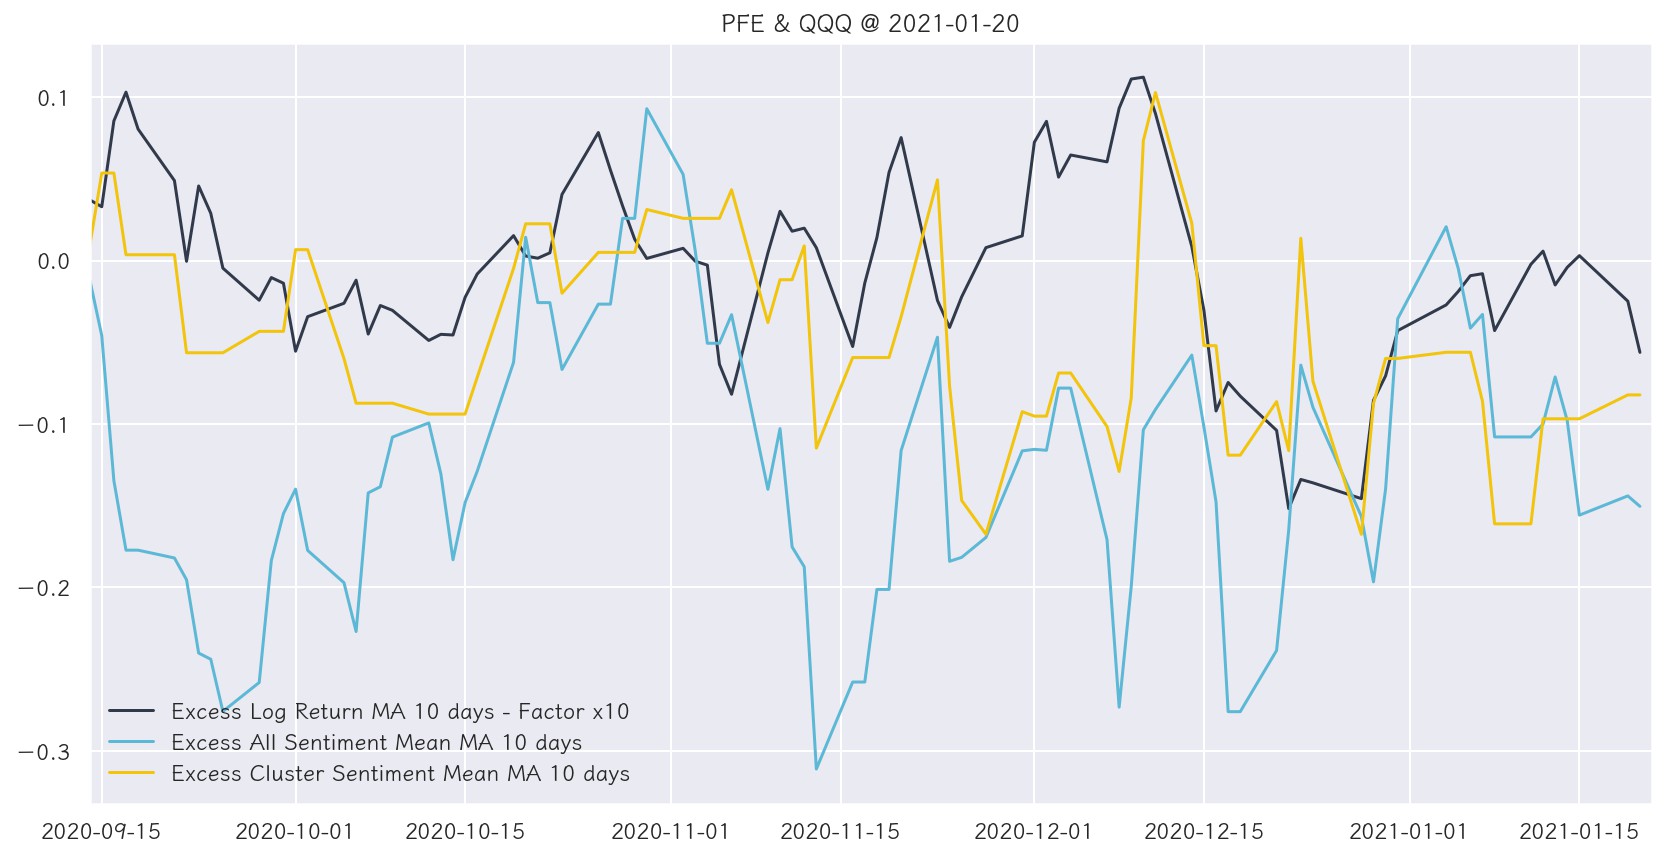 PFE & QQQ @ 2021-01-20
0.1
0.0
−0.1
−0.2
−0.3
Excess Log Return MA 10 days - Factor x10
Excess All Sentiment Mean MA 10 days
Excess Cluster Sentiment Mean MA 10 days
2020-09-15 2020-10-01 2020-10-15 2020-11-01 2020-11-15 2020-12-01 2020-12-15 2021-01-01 2021-01-15